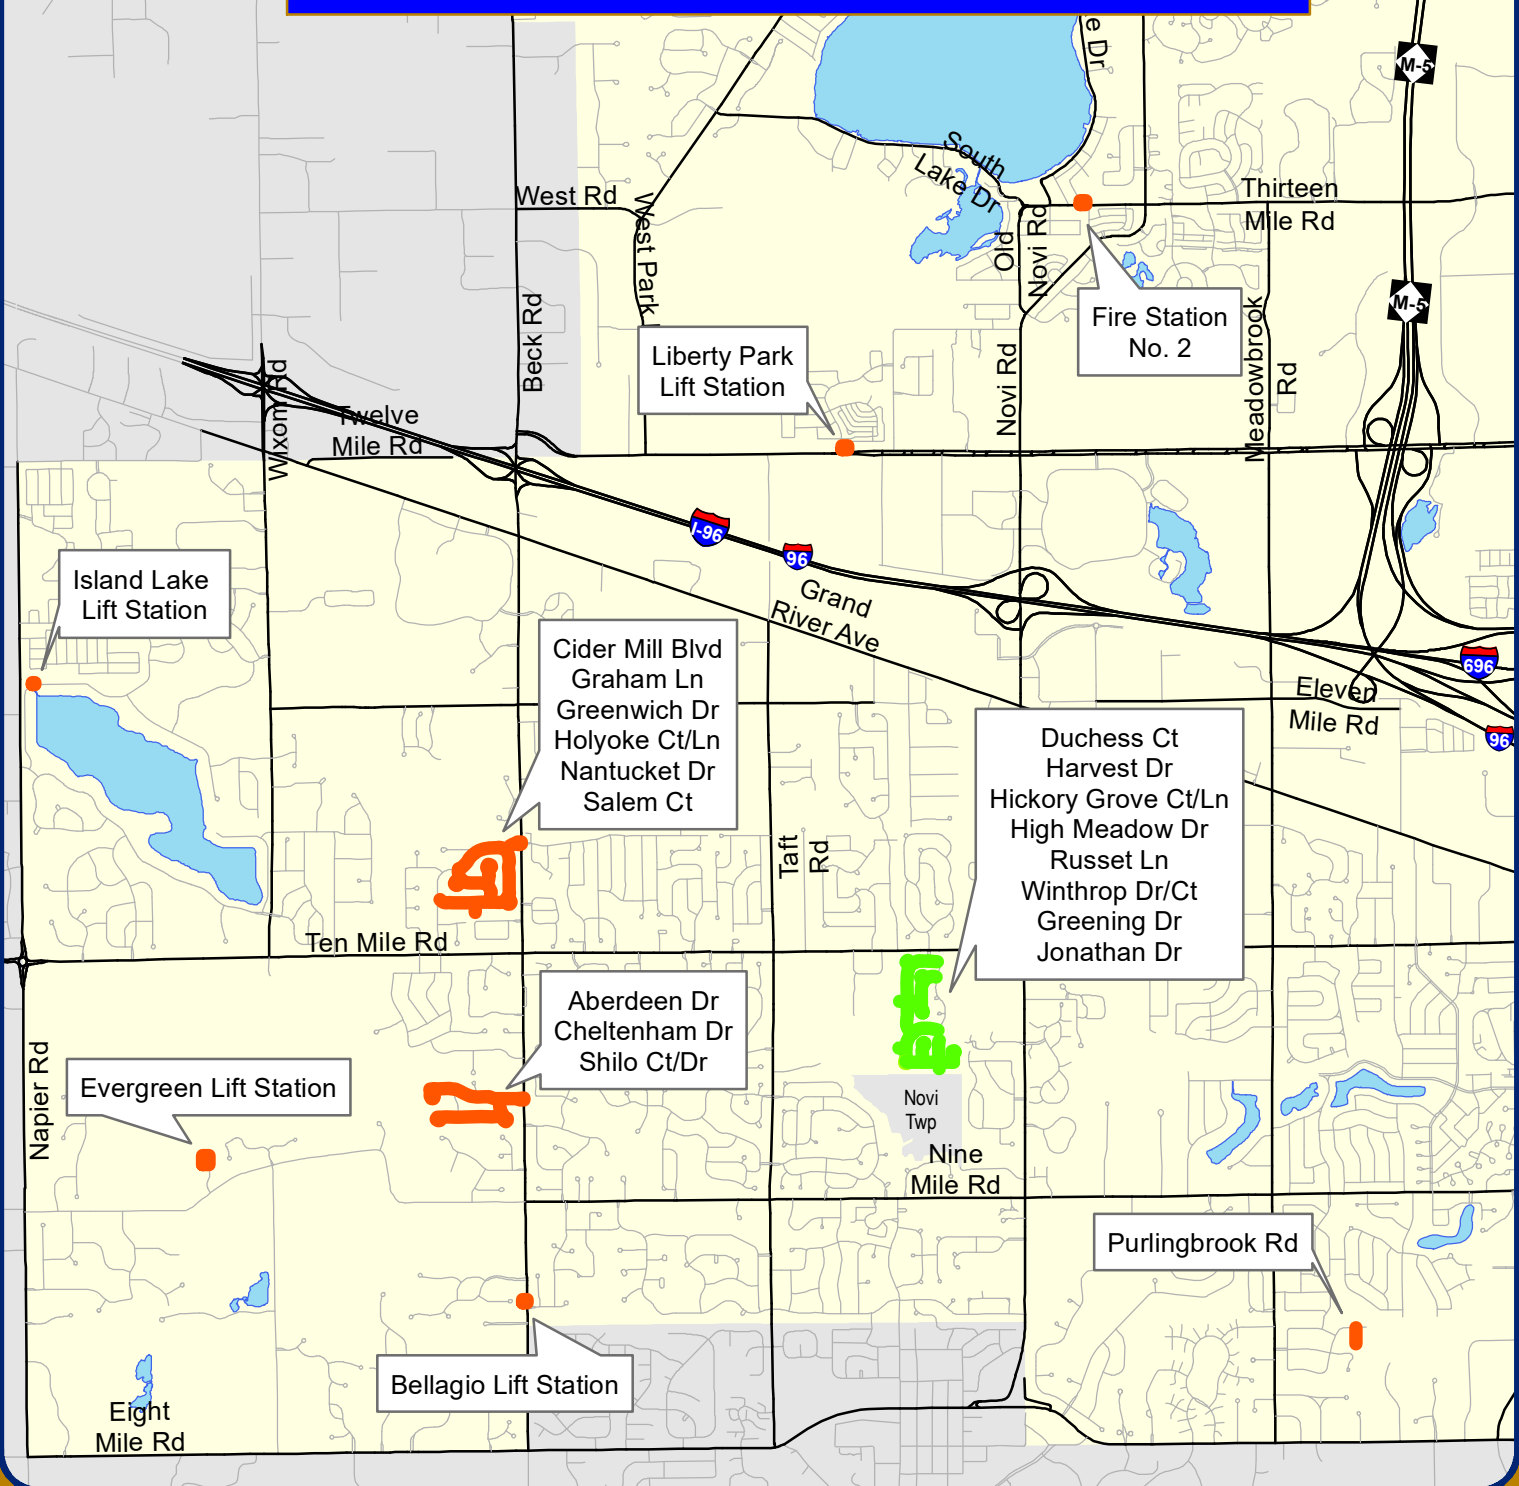 e Dr
M-5
South
Lake Dr
West Rd
West Park
Thirteen
Mile Rd
Old
Novi Rd
M-5
Beck Rd
Fire Station
No. 2
Liberty Park
Lift Station
Novi Rd
Meadowbrook
Rd
Wixom Rd
Twelve
Mile Rd
I-96
96
Island Lake
Lift Station
Grand
River Ave
Cider Mill Blvd
Graham Ln
Greenwich Dr
Holyoke Ct/Ln
Nantucket Dr
Salem Ct
696
Eleven
Mile Rd
96
Duchess Ct
Harvest Dr
Hickory Grove Ct/Ln
High Meadow Dr
Russet Ln
Winthrop Dr/Ct
Greening Dr
Jonathan Dr
Taft
Rd
Ten Mile Rd
Aberdeen Dr
Cheltenham Dr
Shilo Ct/Dr
Napier Rd
Evergreen Lift Station
Novi
Twp
Nine
Mile Rd
Purlingbrook Rd
Bellagio Lift Station
Eight
Mile Rd